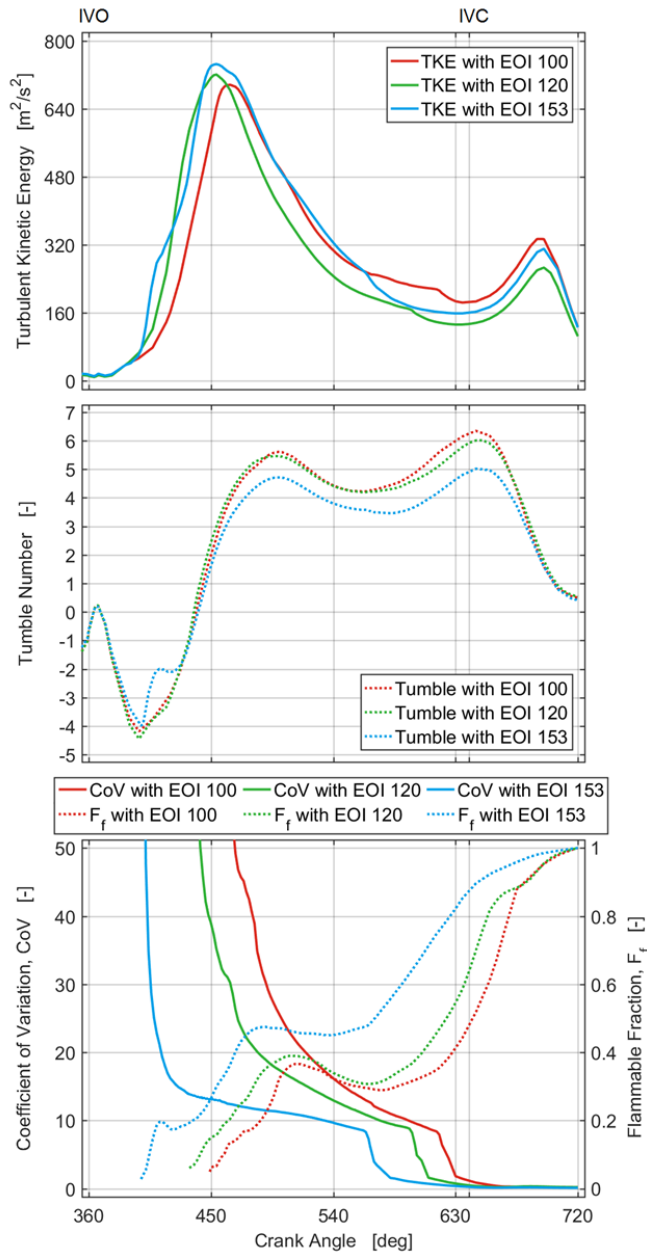 IVO IVC
800
640
480
320
160
0
Turbulent Kinetic Energy [m²/s²]
TKE with EOI 100
TKE with EOI 120
TKE with EOI 153
7
6
5
4
3
2
1
0
-1
-2
-3
-4
-5
Tumble Number [-]
Tumble with EOI 100
Tumble with EOI 120
Tumble with EOI 153
CoV with EOI 100 CoV with EOI 120 CoV with EOI 153
F_f with EOI 100 F_f with EOI 120 F_f with EOI 153
50
40
30
20
10
0
Coefficient of Variation, CoV [-]
1
0.8
0.6
0.4
0.2
0
Flammable Fraction, F_f [-]
360 450 540 630 720
Crank Angle [deg]